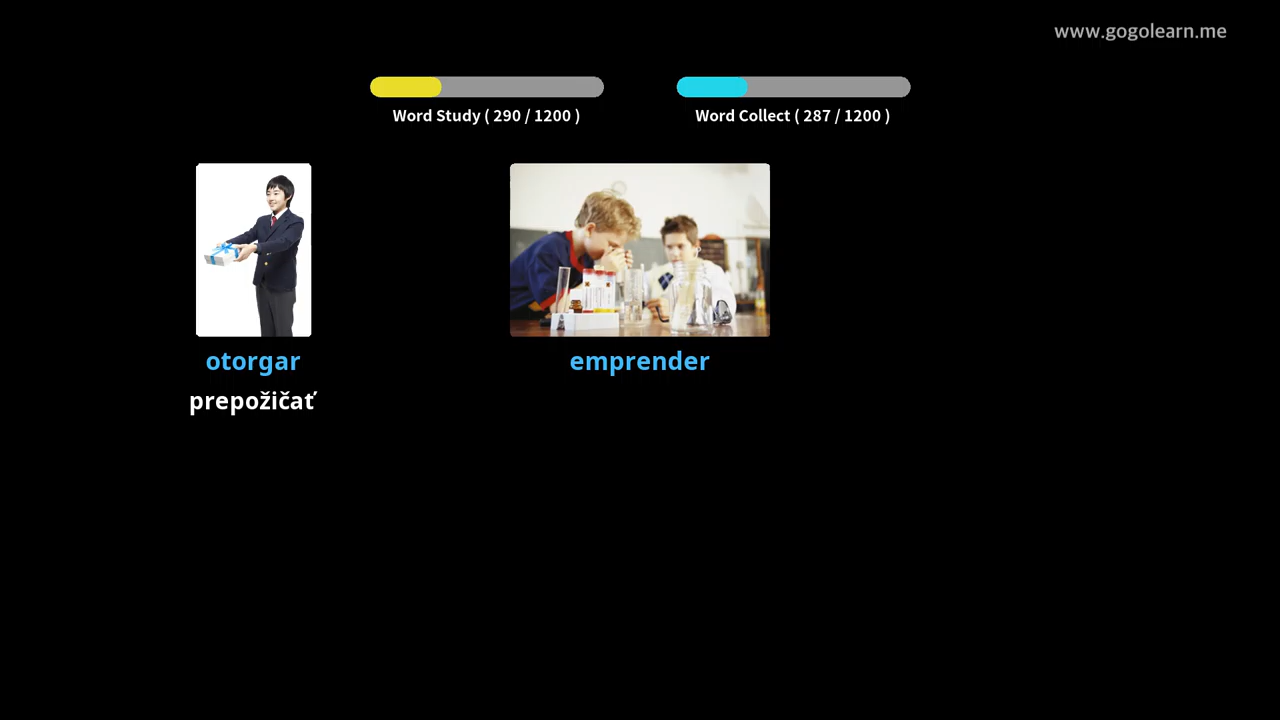 www.gogolearn.me
Word Study ( 290 / 1200 )
Word Collect ( 287 / 1200 )
otorgar
emprender
prepožičať